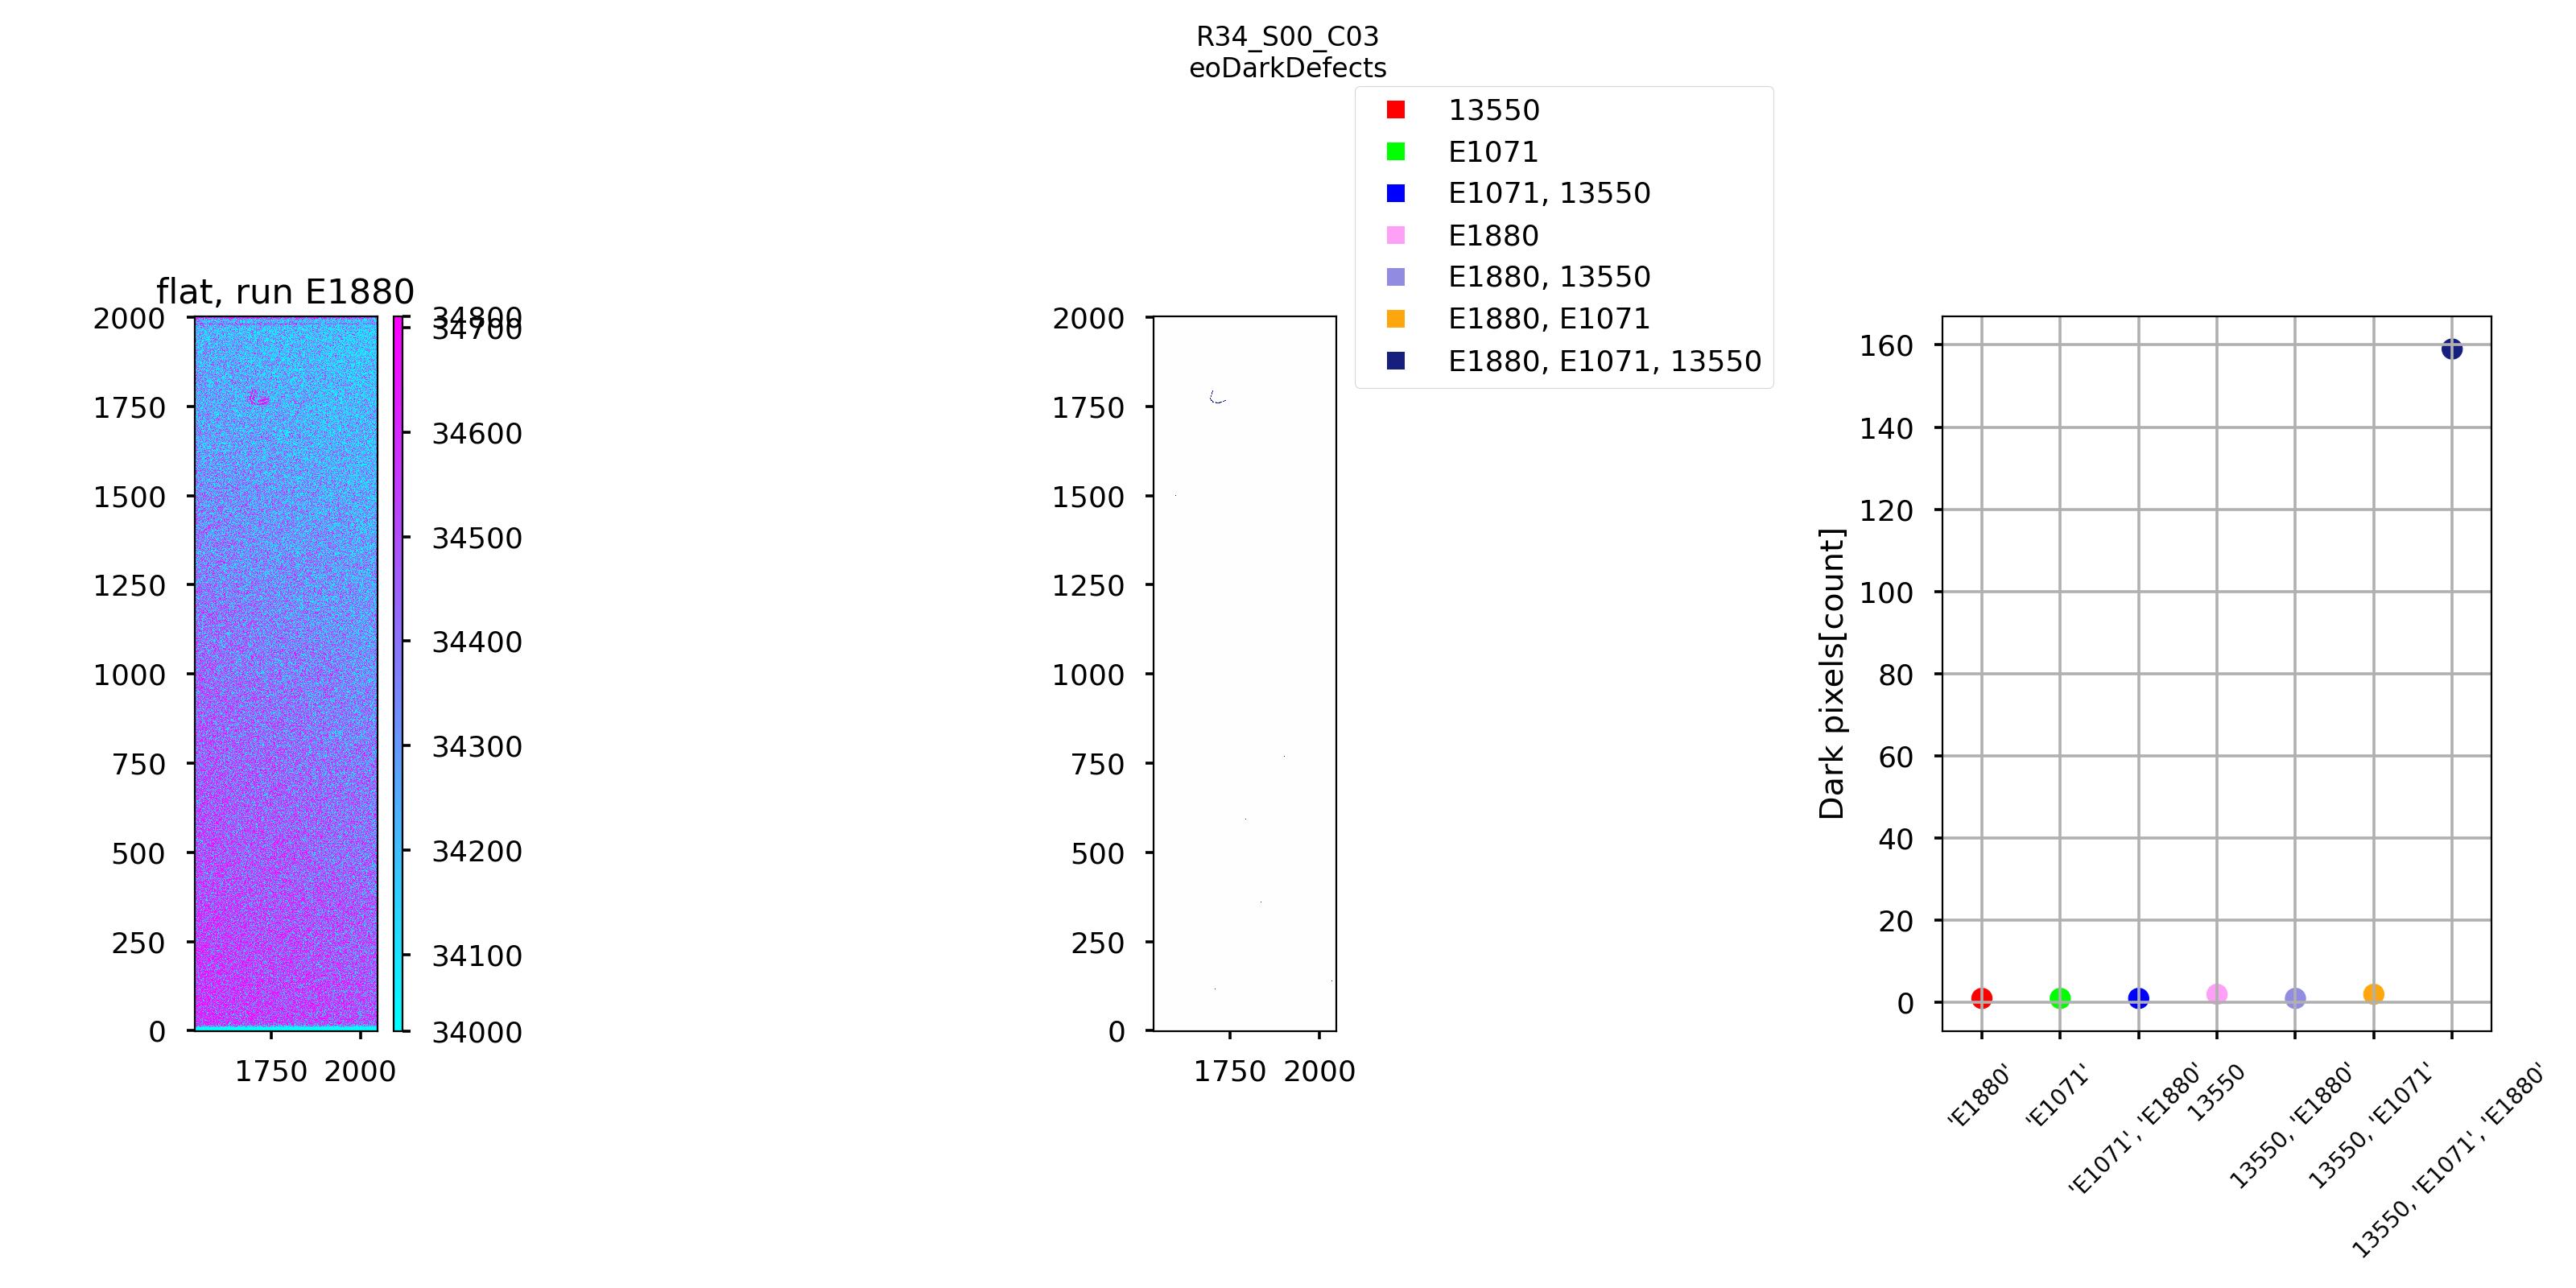 R34_S00_C03
eoDarkDefects
13550
E1071
E1071, 13550
E1880
E1880, 13550
E1880, E1071
E1880, E1071, 13550
flat, run E1880
2000
1750
1500
1250
1000
750
500
250
0
1750 2000
34800
34700
34600
34500
34400
34300
34200
34100
34000
2000
1750
1500
1250
1000
750
500
250
0
1750 2000
Dark pixels[count]
160
140
120
100
80
60
40
20
0
'E1880'
'E1071'
'E1071', 'E1880'
13550
13550, 'E1880'
13550, 'E1071'
13550, 'E1071', 'E1880'